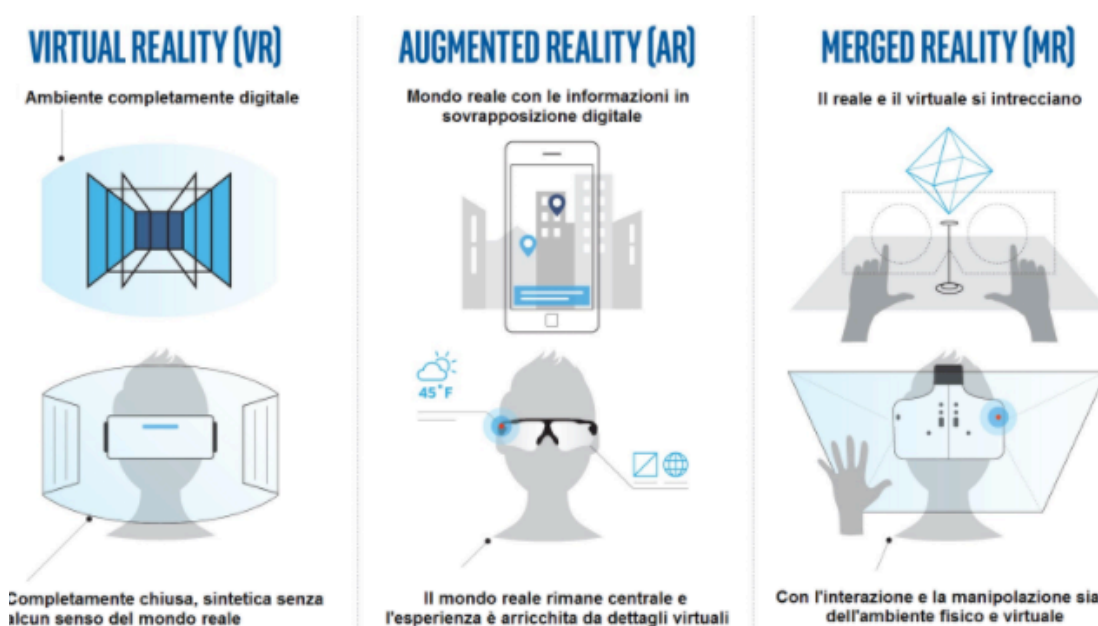 VIRTUAL REALITY (VR)
Ambiente completamente digitale
Completamente chiusa, sintetica senza
alcun senso del mondo reale
AUGMENTED REALITY (AR)
Mondo reale con le informazioni in
sovrapposizione digitale
45°F
Il mondo reale rimane centrale e
l'esperienza è arricchita da dettagli virtuali
MERGED REALITY (MR)
Il reale e il virtuale si intrecciano
Con l'interazione e la manipolazione sia
dell'ambiente fisico e virtuale